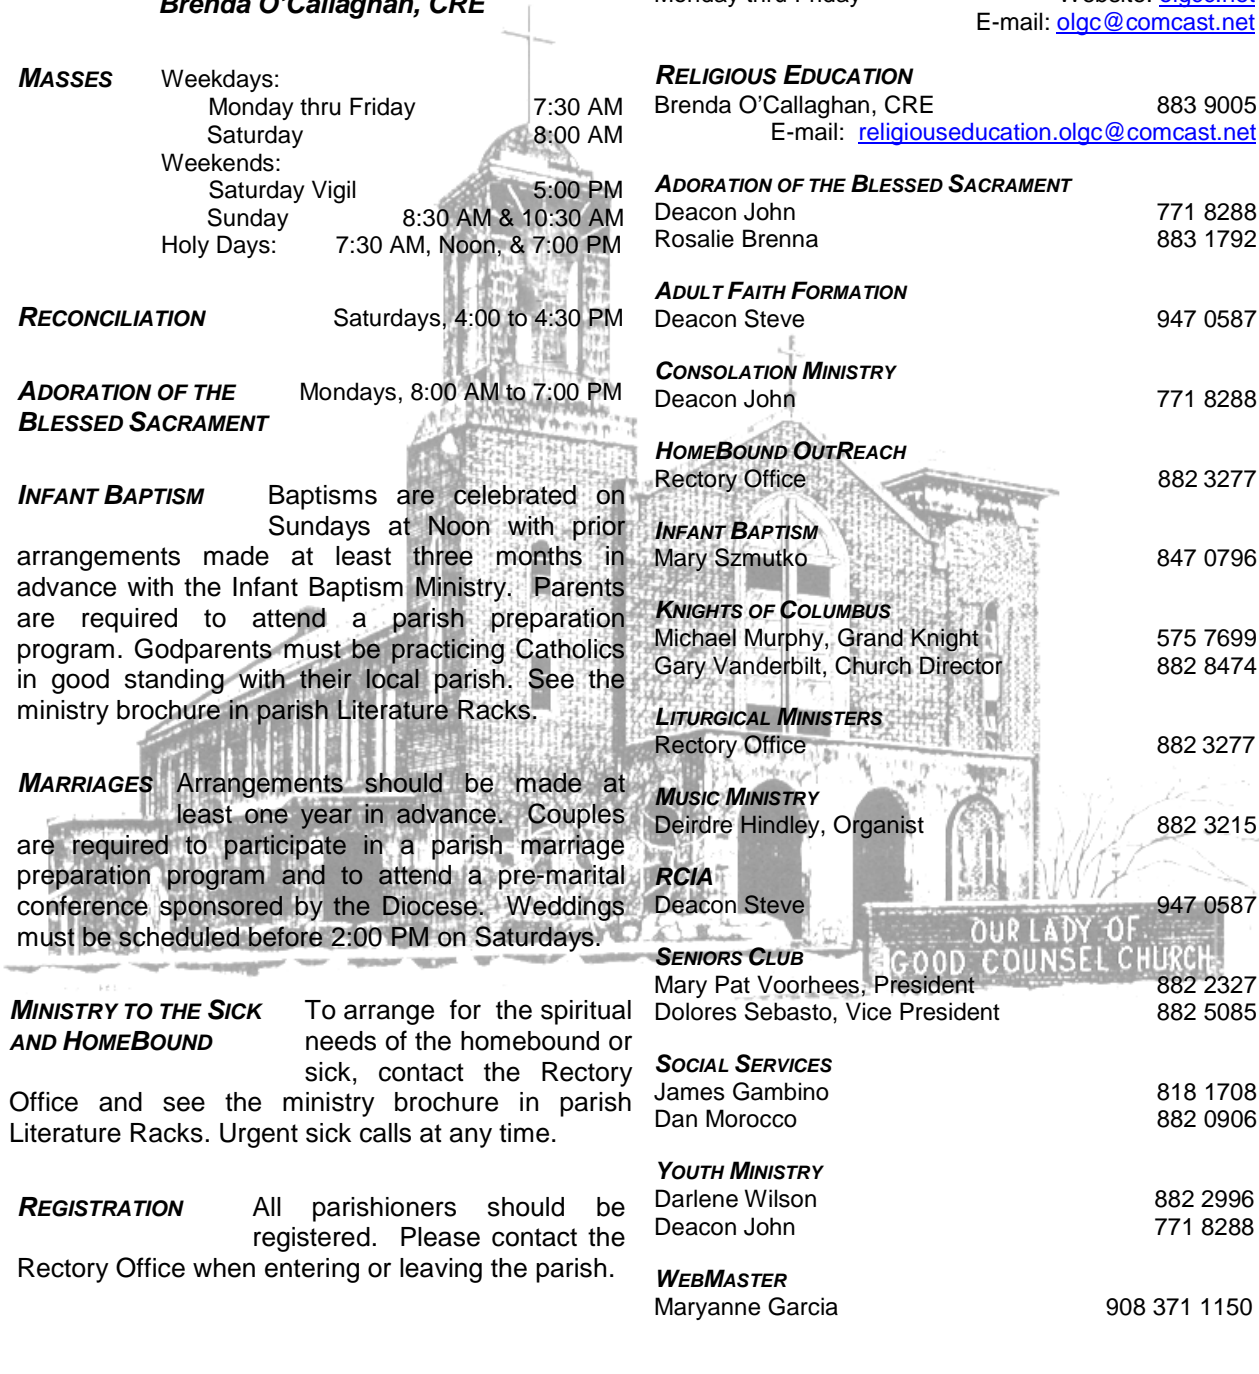 Brenda O'Callaghan, CRE
MASSES Weekdays:
Monday thru Friday 7:30 AM
Saturday 8:00 AM
Weekends:
Saturday Vigil 5:00 PM
Sunday 8:30 AM & 10:30 AM
Holy Days: 7:30 AM, Noon, & 7:00 PM
RECONCILIATION Saturdays, 4:00 to 4:30 PM
ADORATION OF THE Mondays, 8:00 AM to 7:00 PM
BLESSED SACRAMENT
INFANT BAPTISM Baptisms are celebrated on
Sundays at Noon with prior
arrangements made at least three months in
advance with the Infant Baptism Ministry. Parents
are required to attend a parish preparation
program. Godparents must be practicing Catholics
in good standing with their local parish. See the
ministry brochure in parish Literature Racks.
MARRIAGES Arrangements should be made at
least one year in advance. Couples
are required to participate in a parish marriage
preparation program and to attend a pre-marital
conference sponsored by the Diocese. Weddings
must be scheduled before 2:00 PM on Saturdays.
MINISTRY TO THE SICK To arrange for the spiritual
AND HOMEBOUND needs of the homebound or
sick, contact the Rectory
Office and see the ministry brochure in parish
Literature Racks. Urgent sick calls at any time.
REGISTRATION All parishioners should be
registered. Please contact the
Rectory Office when entering or leaving the parish.
Monday thru Friday Website: olgcc.net
E-mail: olgc@comcast.net
RELIGIOUS EDUCATION
Brenda O'Callaghan, CRE 883 9005
E-mail: religiouseducation.olgc@comcast.net
ADORATION OF THE BLESSED SACRAMENT
Deacon John 771 8288
Rosalie Brenna 883 1792
ADULT FAITH FORMATION
Deacon Steve 947 0587
CONSOLATION MINISTRY
Deacon John 771 8288
HOMEBOUND OUTREACH
Rectory Office 882 3277
INFANT BAPTISM
Mary Szmutko 847 0796
KNIGHTS OF COLUMBUS
Michael Murphy, Grand Knight 575 7699
Gary Vanderbilt, Church Director 882 8474
LITURGICAL MINISTERS
Rectory Office 882 3277
MUSIC MINISTRY
Deirdre Hindley, Organist 882 3215
RCIA
Deacon Steve 947 0587
OUR LADY OF
GOOD COUNSEL CHURCH
SENIORS CLUB
Mary Pat Voorhees, President 882 2327
Dolores Sebasto, Vice President 882 5085
SOCIAL SERVICES
James Gambino 818 1708
Dan Morocco 882 0906
YOUTH MINISTRY
Darlene Wilson 882 2996
Deacon John 771 8288
WEBMASTER
Maryanne Garcia 908 371 1150